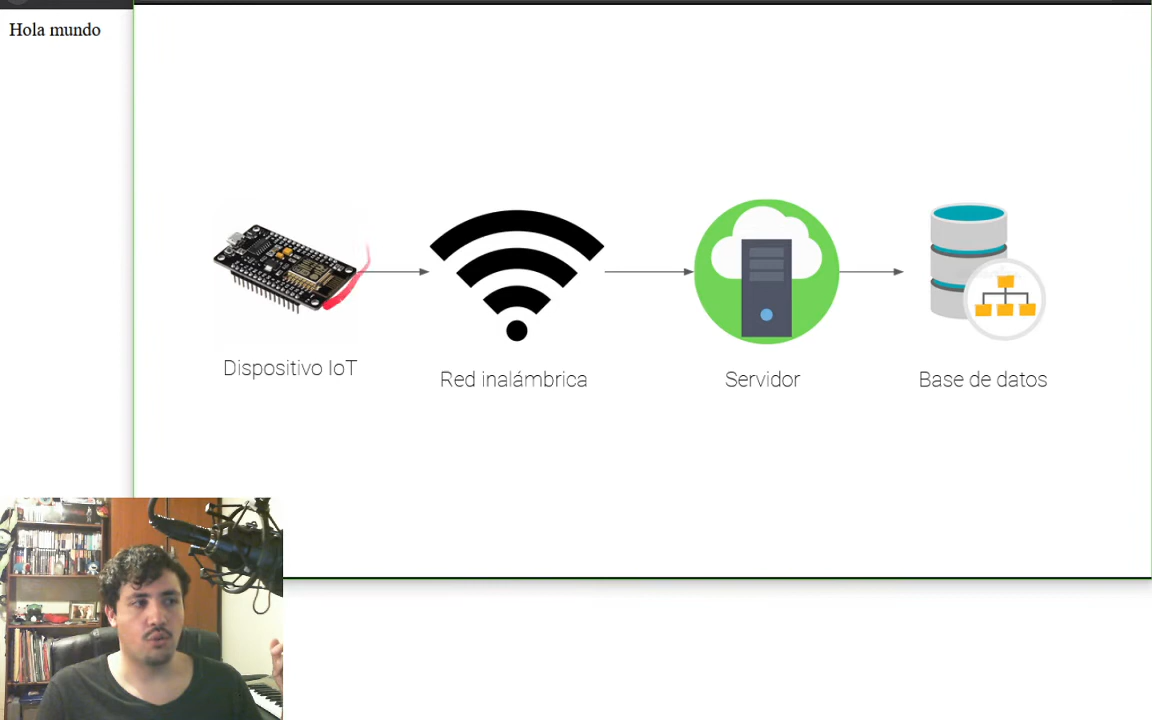 Hola mundo
Dispositivo IoT
Red inalámbrica
Servidor
Base de datos